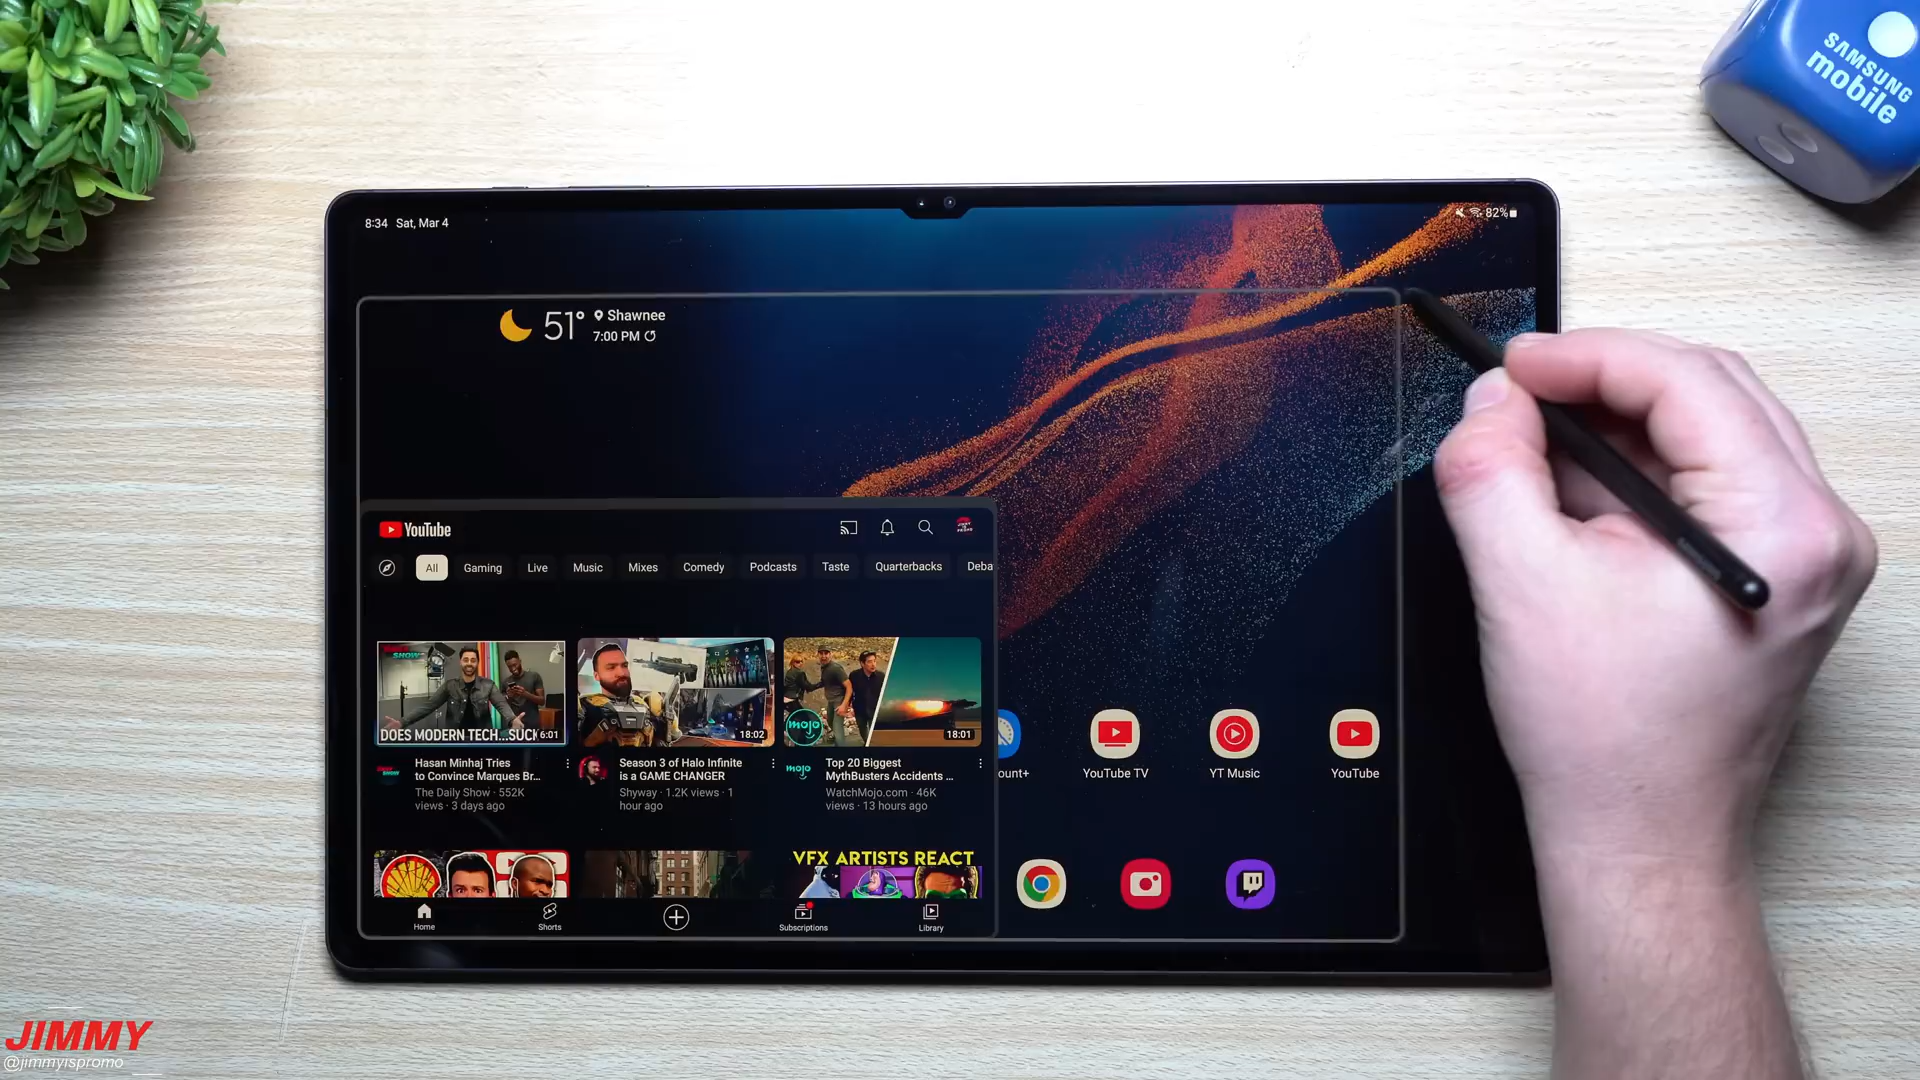 SAMSUNG
mobile
8:34 Sat, Mar 4
82%
51° Shawnee
7:00 PM
YouTube
All Gaming Live Music Mixes Comedy Podcasts Taste Quarterbacks Deba
DOES MODERN TECH...SUCK 6:01
18:02
mojo
18:01
Hasan Minhaj Tries
to Convince Marques Br...
The Daily Show · 552K
views · 3 days ago
Season 3 of Halo Infinite
is a GAME CHANGER
Shyway · 1.2K views · 1
hour ago
mojo
Top 20 Biggest
MythBusters Accidents ...
WatchMojo.com · 46K
views · 13 hours ago
ount+
YouTube TV
YT Music
YouTube
VFX ARTISTS REACT
Home Shorts Subscriptions Library
SAMSUNG
JIMMY
@jimmyispromo